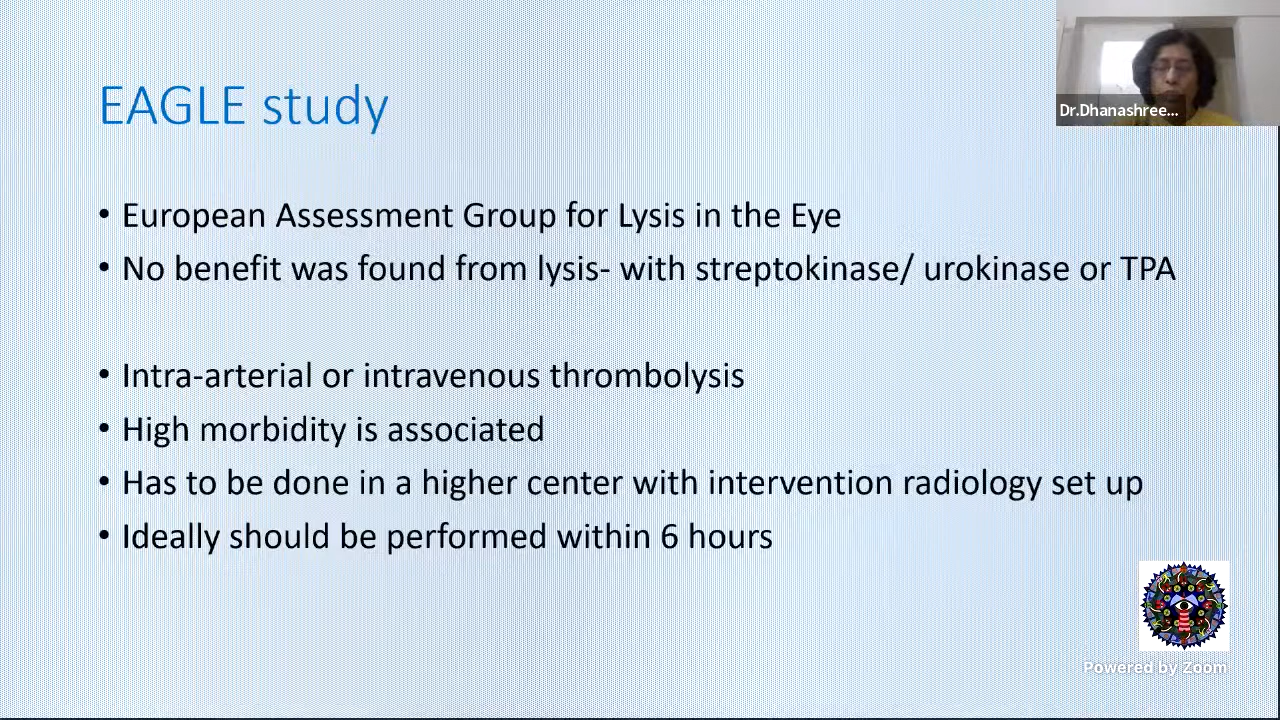 EAGLE study
Dr.Dhanashree...
• European Assessment Group for Lysis in the Eye
• No benefit was found from lysis- with streptokinase/ urokinase or TPA
• Intra-arterial or intravenous thrombolysis
• High morbidity is associated
• Has to be done in a higher center with intervention radiology set up
• Ideally should be performed within 6 hours
Powered by Zoom